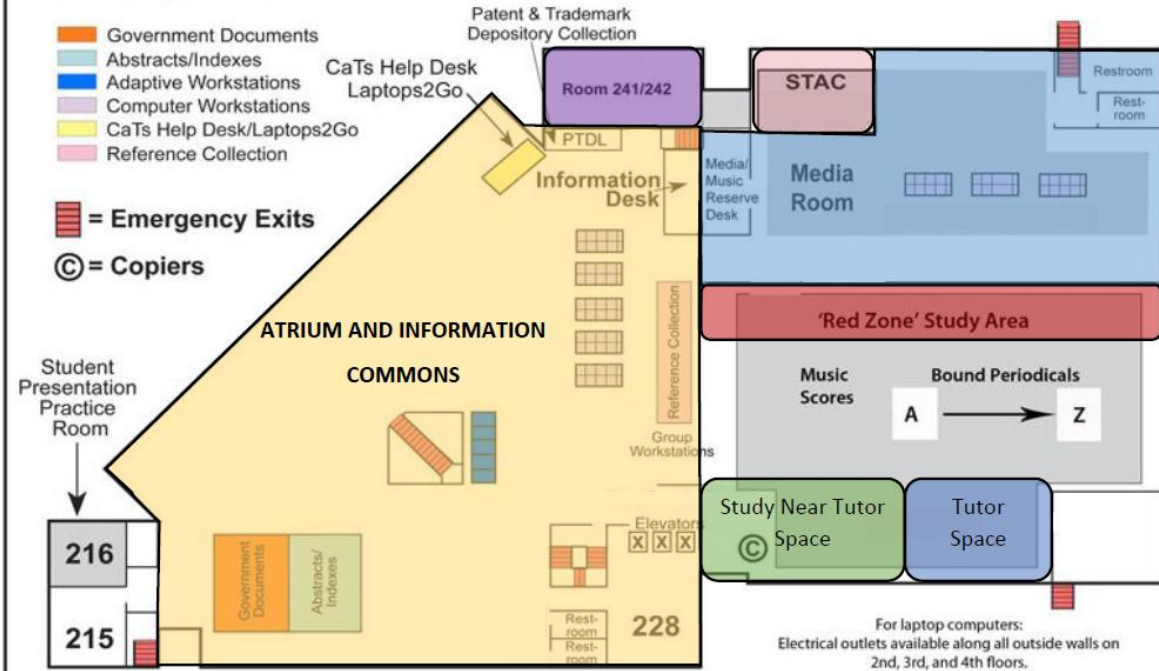 Government Documents
Abstracts/Indexes
Adaptive Workstations
Computer Workstations
CaTs Help Desk/Laptops2Go
Reference Collection
= Emergency Exits
C = Copiers
Patent & Trademark
Depository Collection
CaTs Help Desk
Laptops2Go
Room 241/242
STAC
Restroom
Rest-
room
PTDL
Information
Desk
Media/
Music
Reserve
Desk
Media
Room
ATRIUM AND INFORMATION
COMMONS
Reference Collection
'Red Zone' Study Area
Music
Scores
Bound Periodicals
A
Z
Student
Presentation
Practice
Room
Group
Workstations
216
215
Government
Documents
Abstracts/
Indexes
Elevators
X X X
Rest-
room
Rest-
room
228
Study Near Tutor
Space
C
Tutor
Space
For laptop computers:
Electrical outlets available along all outside walls on
2nd, 3rd, and 4th floors.